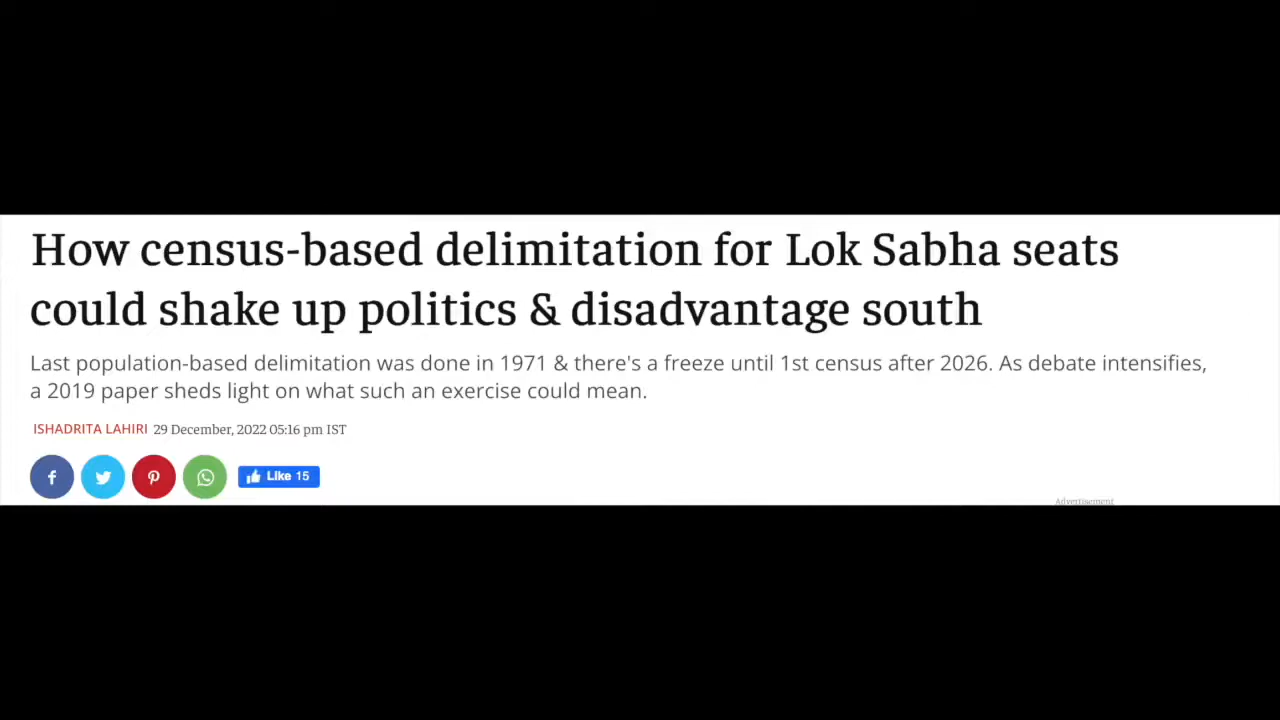 How census-based delimitation for Lok Sabha seats
could shake up politics & disadvantage south
Last population-based delimitation was done in 1971 & there's a freeze until 1st census after 2026. As debate intensifies,
a 2019 paper sheds light on what such an exercise could mean.
ISHADRITA LAHIRI 29 December, 2022 05:16 pm IST
Like 15
Advertisement